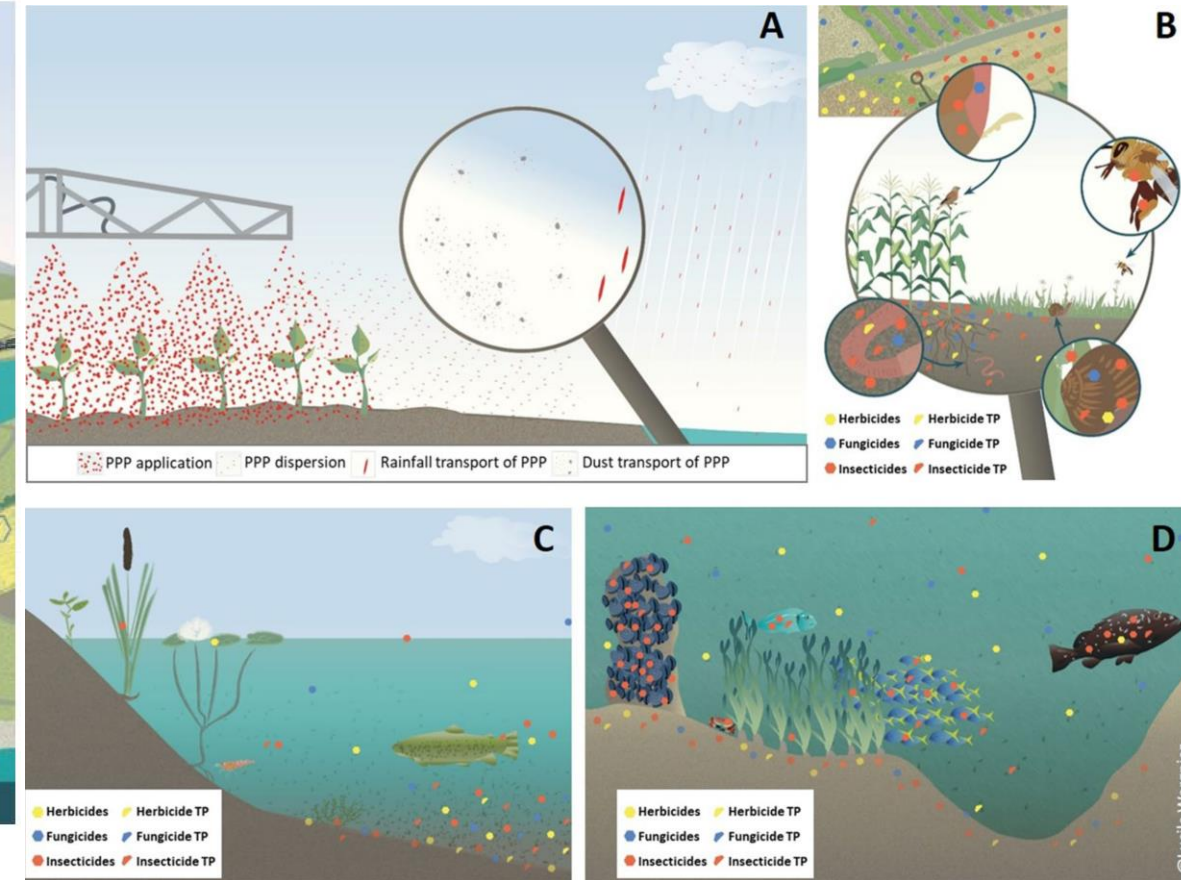 A
PPP application PPP dispersion Rainfall transport of PPP Dust transport of PPP
B
Herbicides Herbicide TP
Fungicides Fungicide TP
Insecticides Insecticide TP
C
Herbicides Herbicide TP
Fungicides Fungicide TP
Insecticides Insecticide TP
D
Herbicides Herbicide TP
Fungicides Fungicide TP
Insecticides Insecticide TP